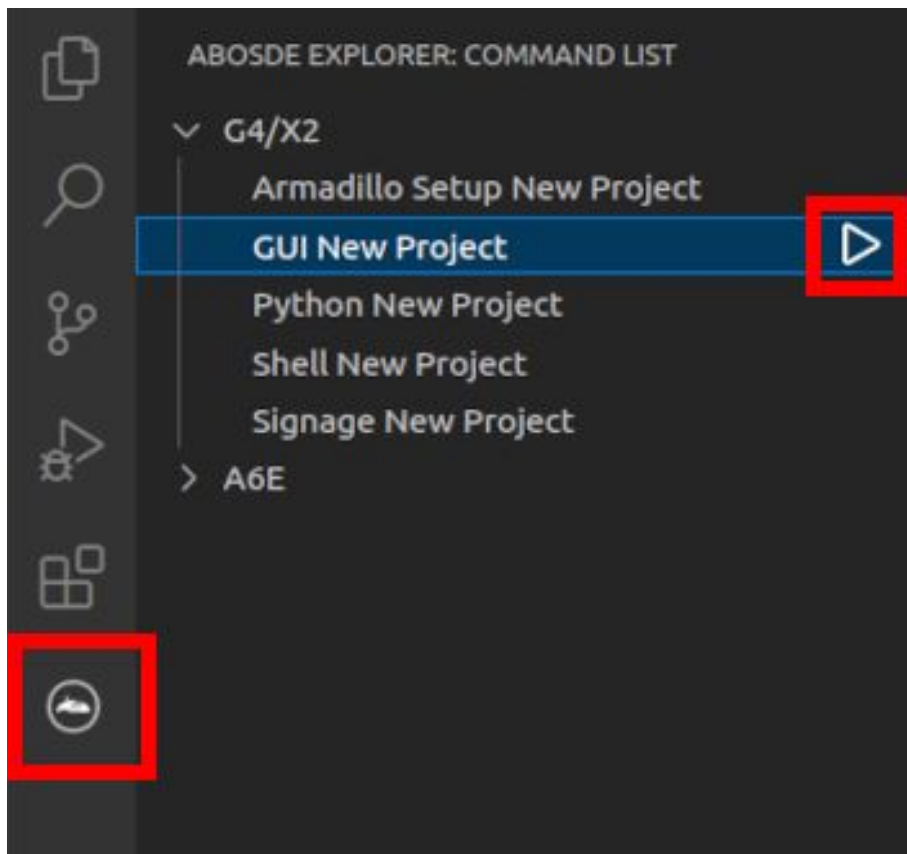 ABOSDE EXPLORER: COMMAND LIST
G4/X2
Armadillo Setup New Project
GUI New Project
Python New Project
Shell New Project
Signage New Project
A6E